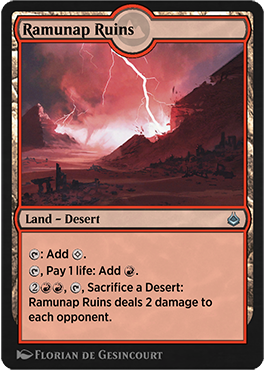 Ramunap Ruins
Land – Desert
: Add .
, Pay 1 life: Add .
2, , Sacrifice a Desert:
Ramunap Ruins deals 2 damage to
each opponent.
Florian de Gesincourt